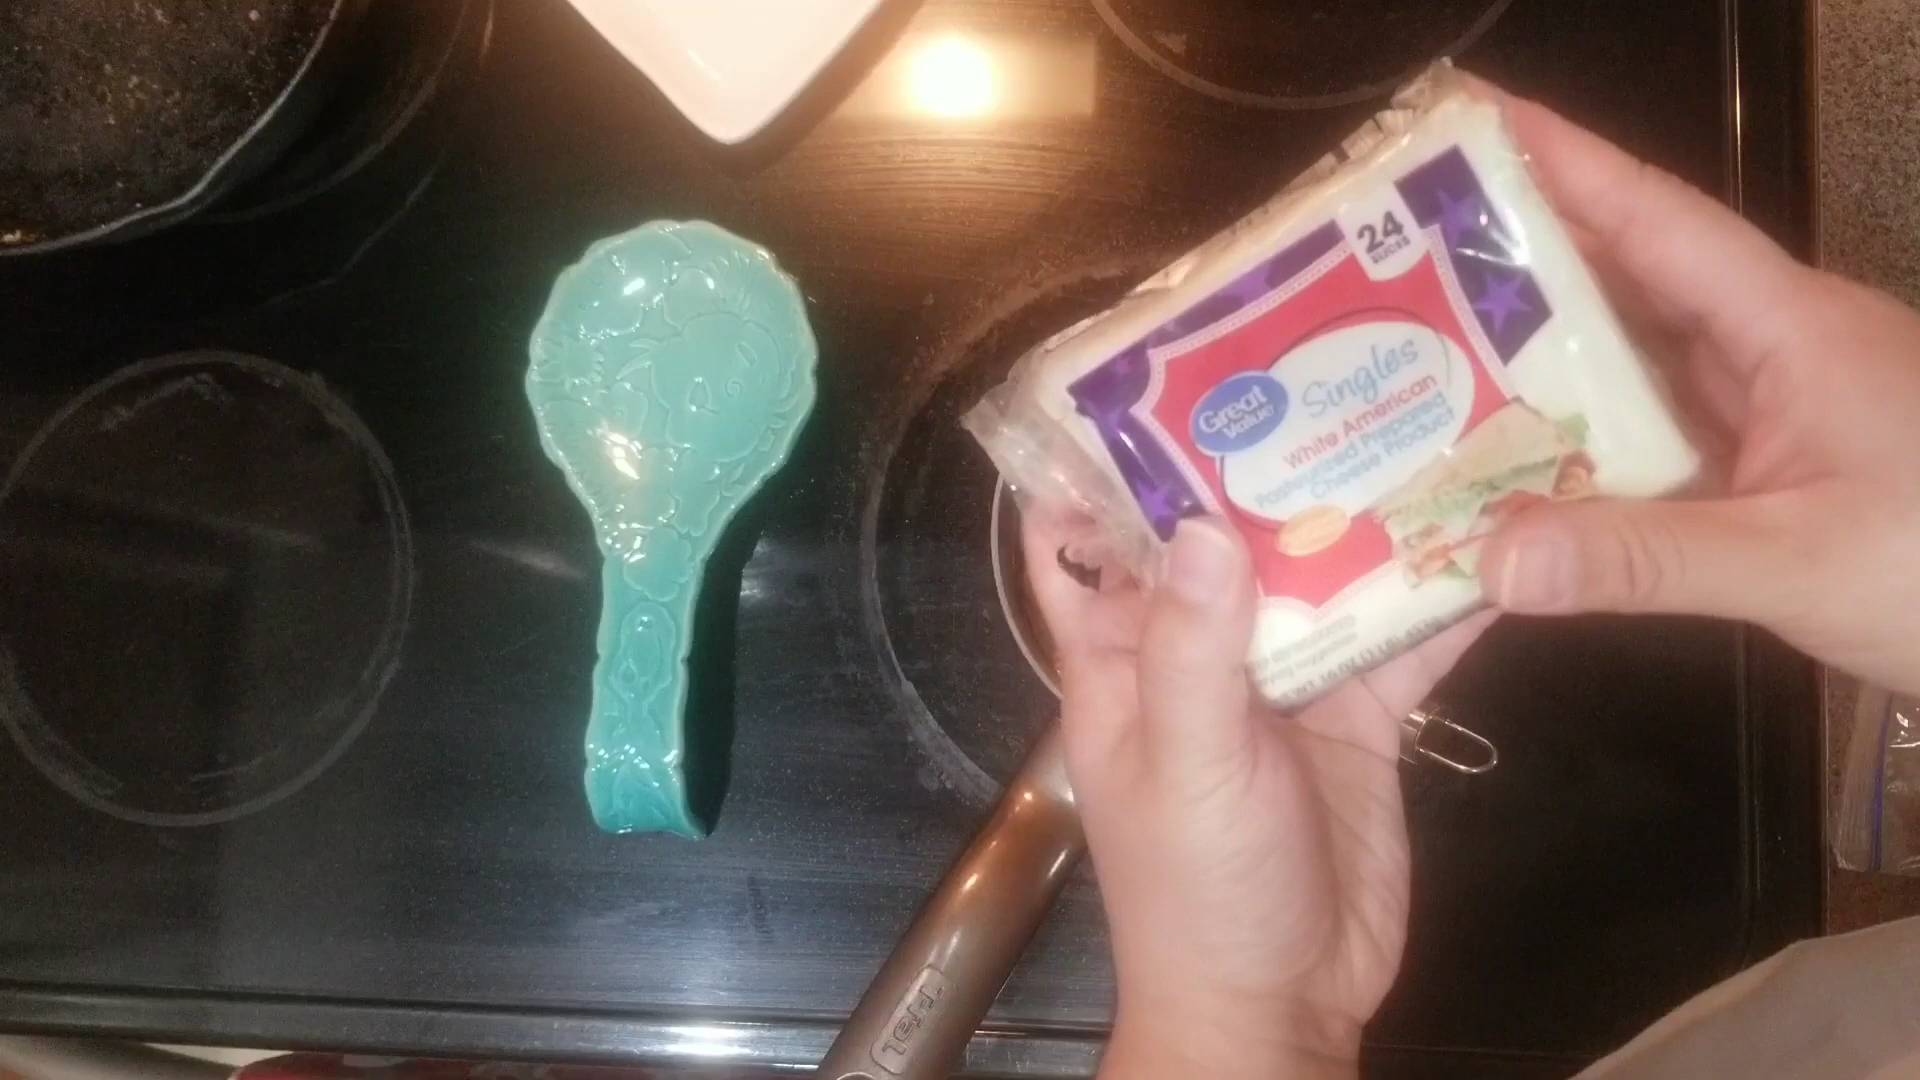 24
SLICES
Great
Value
Singles
White American
Pasteurized Prepared
Cheese Product
T-fal